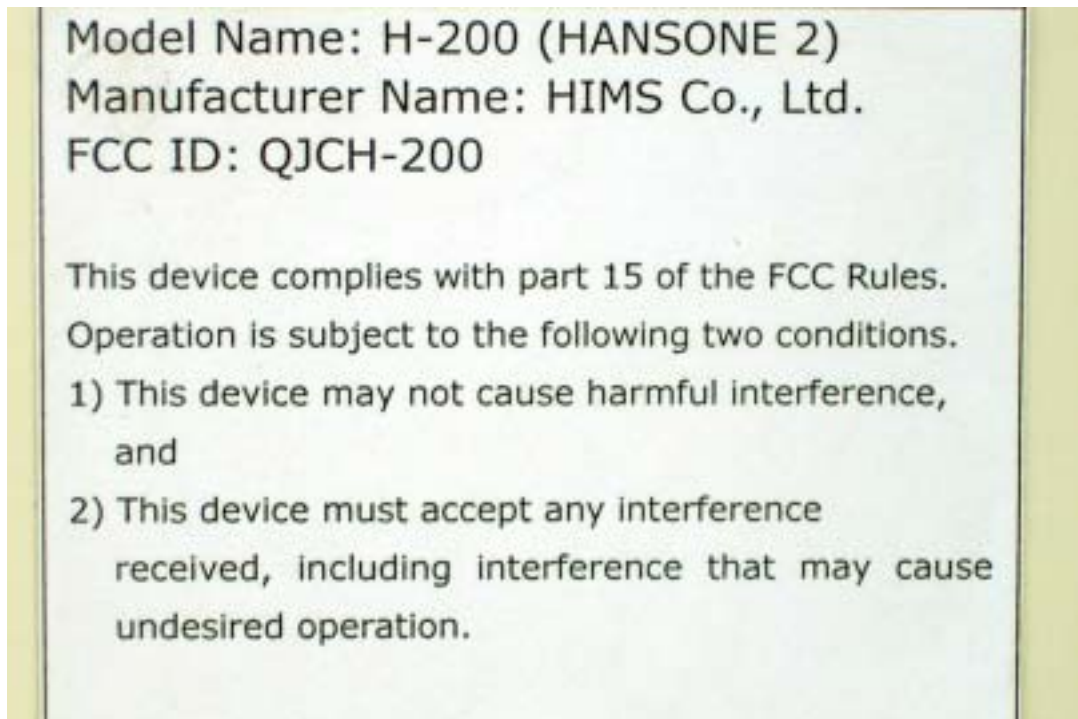 Model Name: H-200 (HANSONE 2)
Manufacturer Name: HIMS Co., Ltd.
FCC ID: QJCH-200
This device complies with part 15 of the FCC Rules.
Operation is subject to the following two conditions.
1) This device may not cause harmful interference,
and
2) This device must accept any interference
received, including interference that may cause
undesired operation.